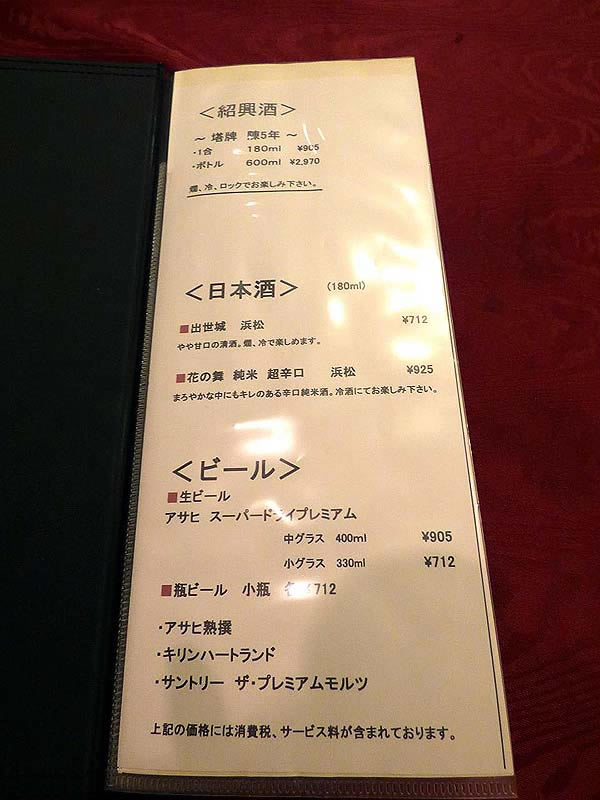 ＜紹興酒＞
～ 塔牌 陳5年 ～
・1合 180ml ¥905
・ボトル 600ml ¥2,970
燗、冷、ロックでお楽しみ下さい。
＜日本酒＞ (180ml)
■出世城 浜松 ¥712
やや甘口の清酒。燗、冷で楽しめます。
■花の舞 純米 超辛口 浜松 ¥925
まろやかな中にもキレのある辛口純米酒。冷酒にてお楽しみ下さい。
＜ビール＞
■生ビール
アサヒ スーパードライプレミアム
中グラス 400ml ¥905
小グラス 330ml ¥712
■瓶ビール 小瓶 各 ¥712
・アサヒ熟撰
・キリンハートランド
・サントリー ザ・プレミアムモルツ
上記の価格には消費税、サービス料が含まれております。